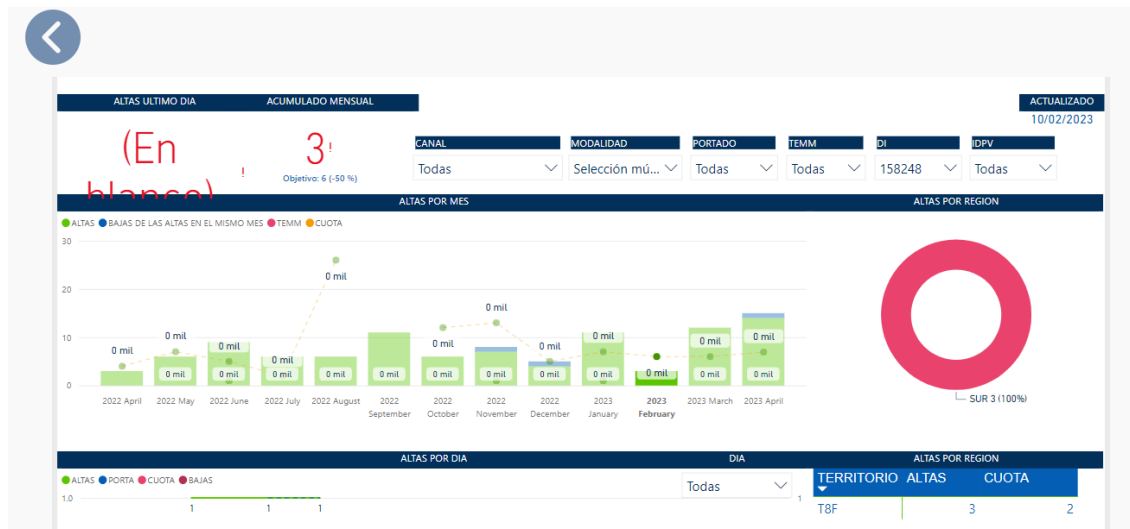 ALTAS ULTIMO DIA ACUMULADO MENSUAL ACTUALIZADO
10/02/2023
(En
blanco)
!
3!
Objetivo: 6 (-50 %)
CANAL MODALIDAD PORTADO TEMM DI IDPV
Todas Selección mú... Todas Todas 158248 Todas
ALTAS POR MES ALTAS POR REGION
ALTAS BAJAS DE LAS ALTAS EN EL MISMO MES TEMM CUOTA
30
20
10
0
0 mil
0 mil
0 mil
0 mil
0 mil
0 mil
0 mil
0 mil
0 mil
0 mil
0 mil
0 mil 0 mil 0 mil 0 mil 0 mil 0 mil 0 mil 0 mil 0 mil 0 mil 0 mil 0 mil
2022 April 2022 May 2022 June 2022 July 2022 August 2022 September 2022 October 2022 November 2022 December 2023 January 2023 February 2023 March 2023 April
SUR 3 (100%)
ALTAS POR DIA DIA ALTAS POR REGION
ALTAS PORTA CUOTA BAJAS
Todas
TERRITORIO ALTAS CUOTA
1.0 1
1 1 1
T8F 3 2